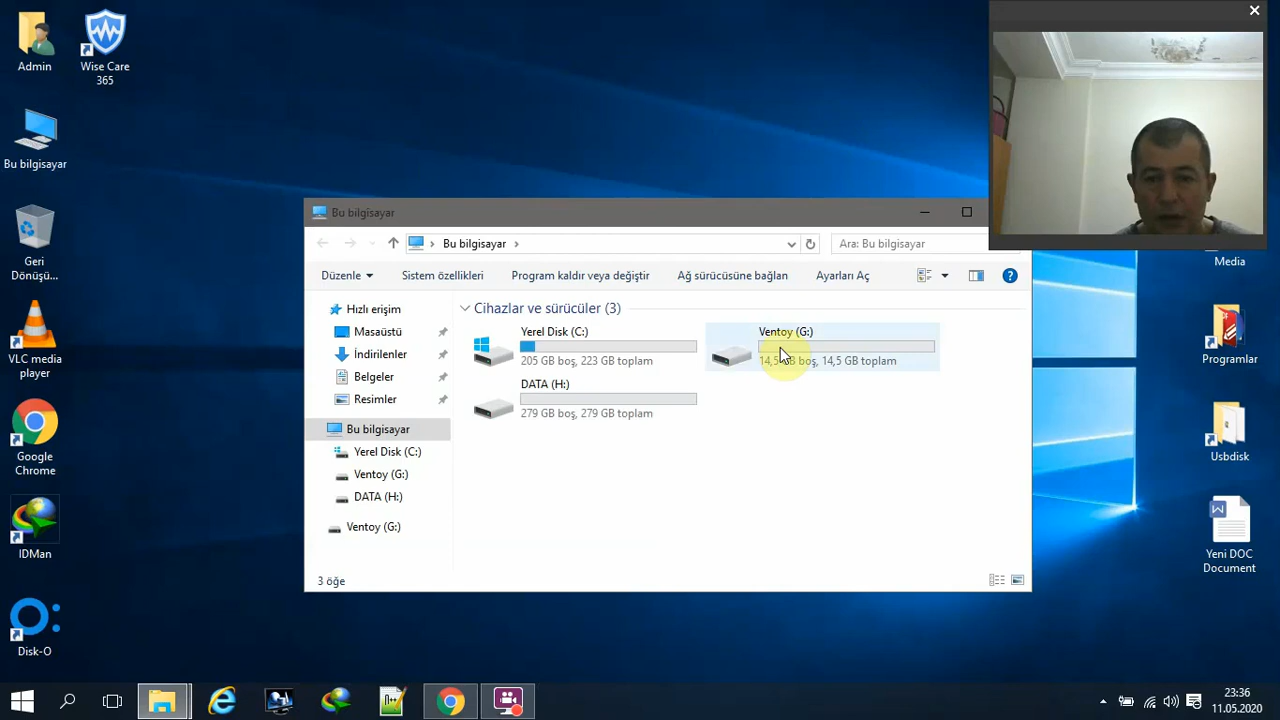 Admin
Wise Care
365
Bu bilgisayar
Geri
Dönüşü...
VLC media
player
Google
Chrome
IDMan
Disk-O
Bu bilgisayar
Bu bilgisayar
Ara: Bu bilgisayar
Düzenle
Sistem özellikleri
Program kaldır veya değiştir
Ağ sürücüsüne bağlan
Ayarları Aç
Hızlı erişim
Masaüstü
İndirilenler
Belgeler
Resimler
Bu bilgisayar
Yerel Disk (C:)
Ventoy (G:)
DATA (H:)
Ventoy (G:)
Cihazlar ve sürücüler (3)
Yerel Disk (C:)
205 GB boş, 223 GB toplam
Ventoy (G:)
14,5 GB boş, 14,5 GB toplam
DATA (H:)
279 GB boş, 279 GB toplam
3 öğe
Media
Programlar
Usbdisk
Yeni DOC
Document
23:36
11.05.2020